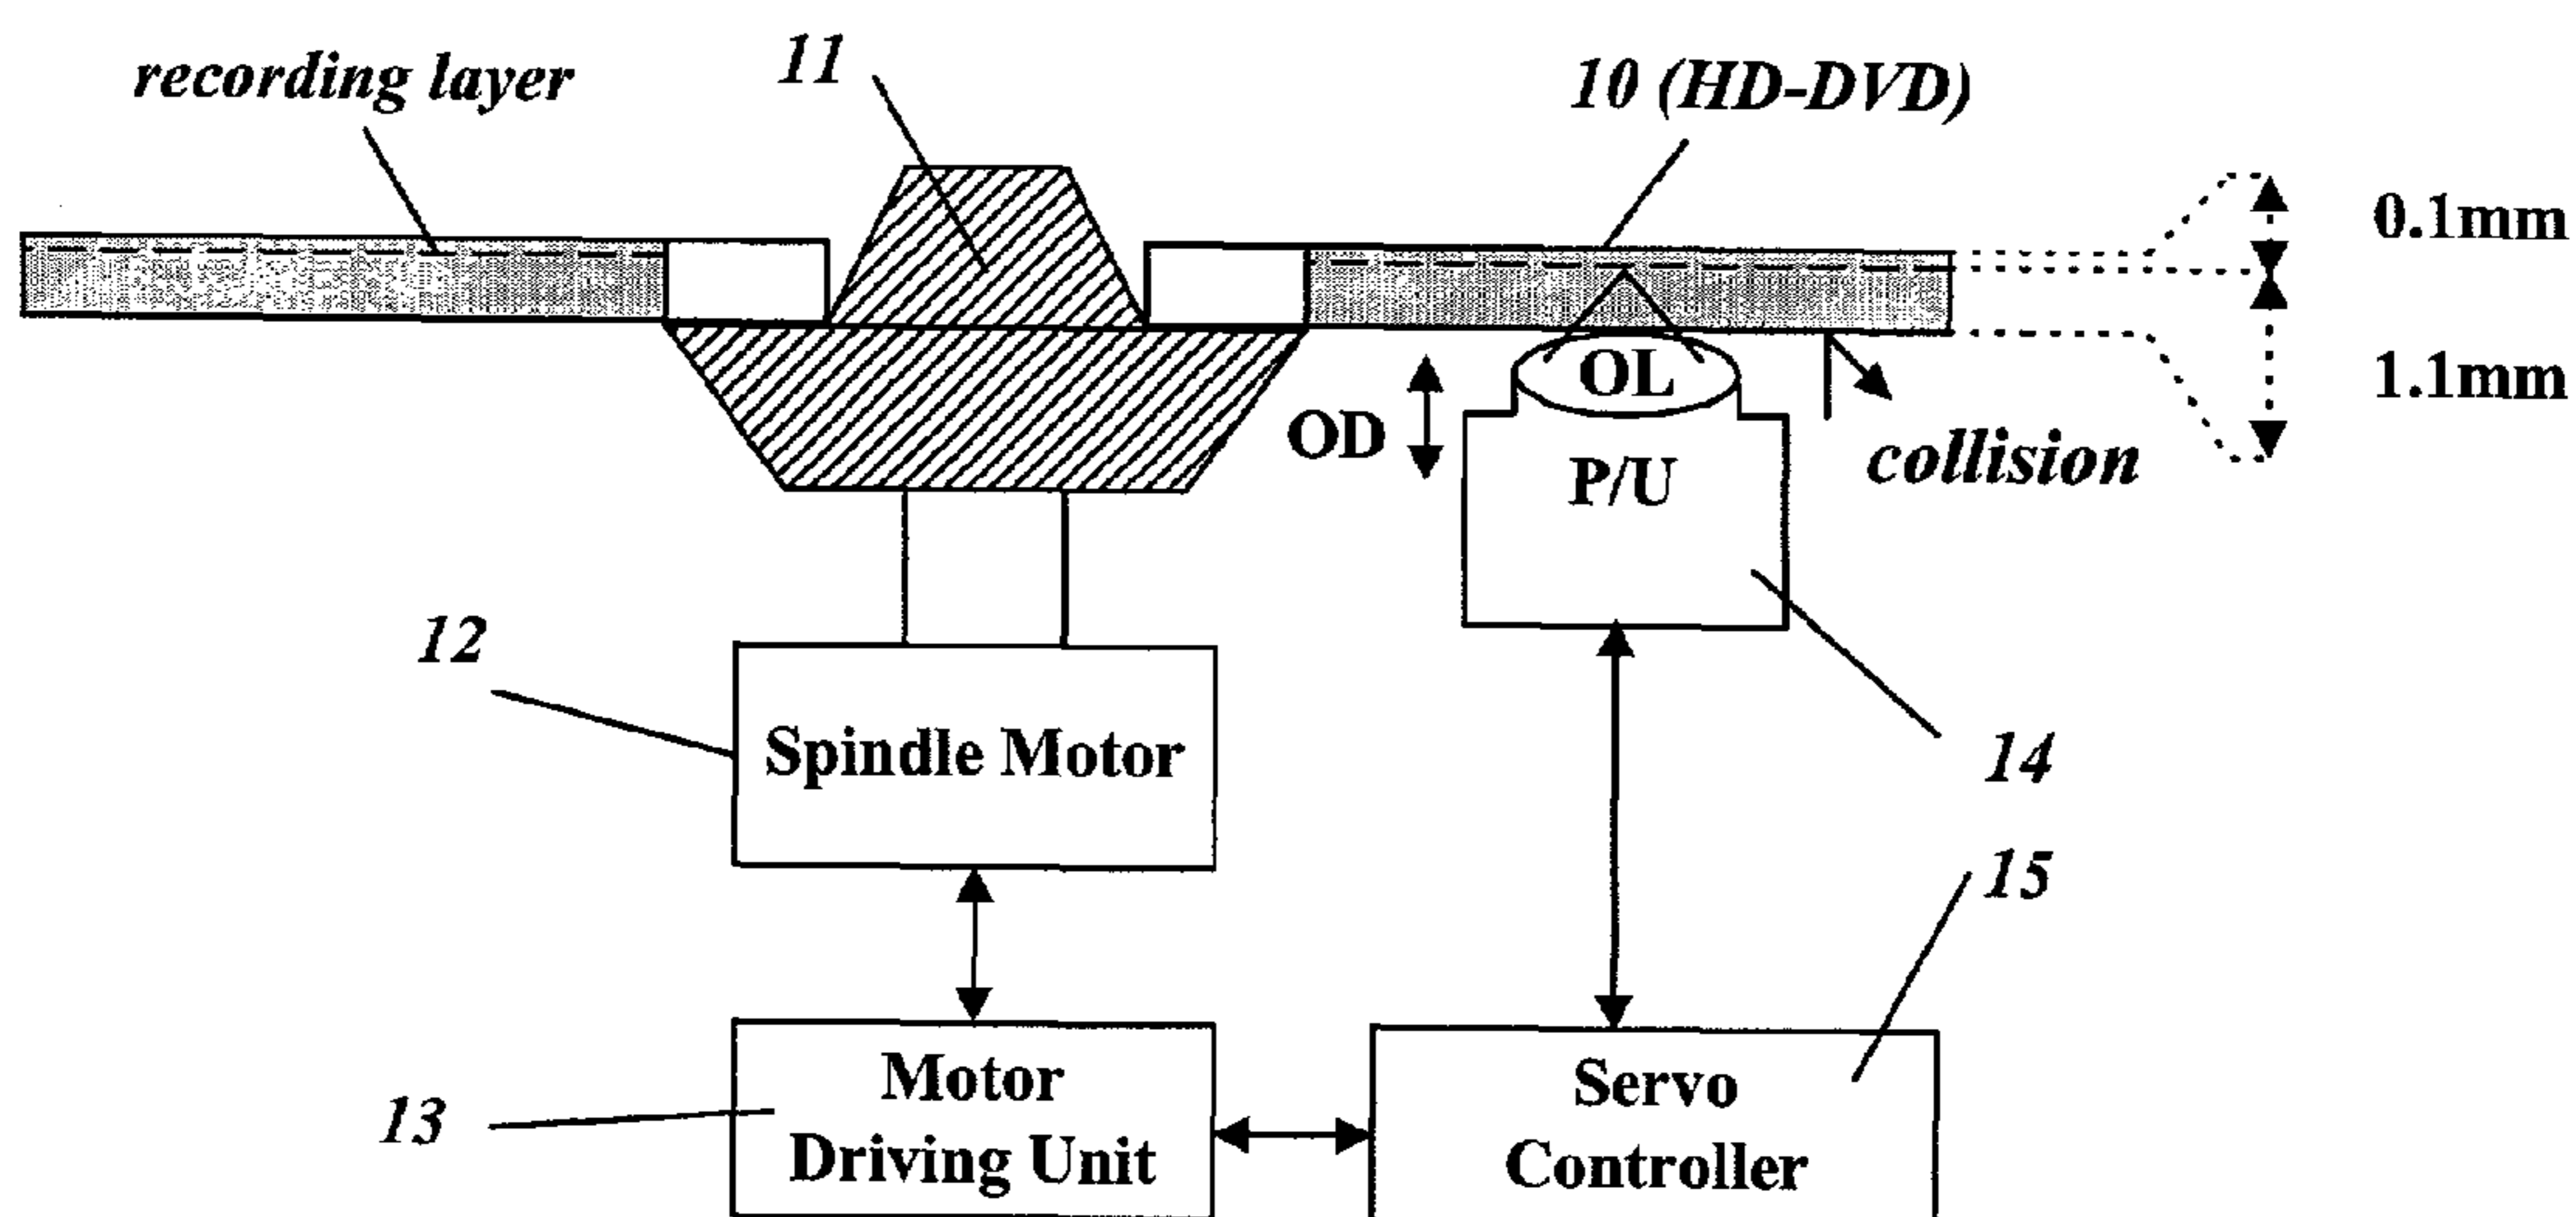 recording layer
11
10 (HD-DVD)
0.1mm
1.1mm
OL
OD
P/U
collision
12
Spindle Motor
14
15
13
Motor
Driving Unit
Servo
Controller